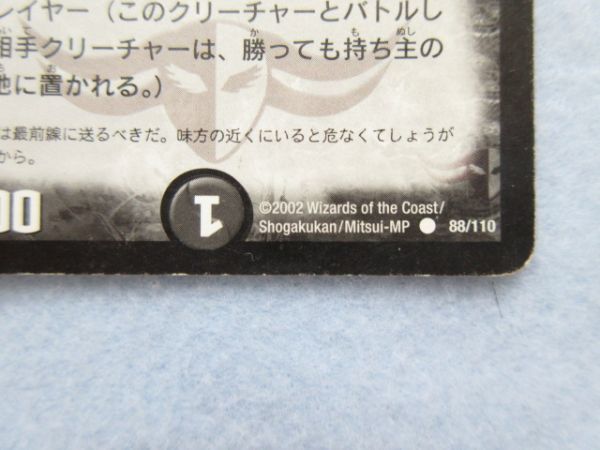 レイヤー（このクリーチャーとバトルし
相手クリーチャーは、勝っても持ち主の
地に置かれる。）
は最前線に送るべきだ。味方の近くにいると危なくてしょうが
から。
00
1
©2002 Wizards of the Coast/
Shogakukan/Mitsui-MP ● 88/110